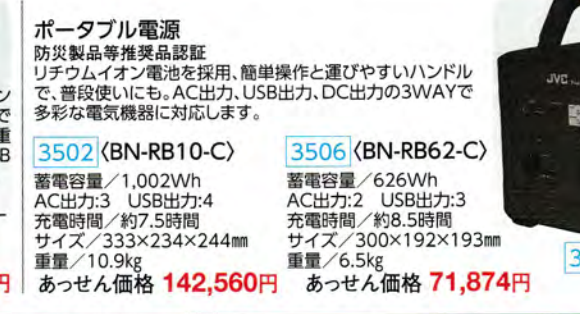 ポータブル電源
防災製品等推奨品認証
リチウムイオン電池を採用、簡単操作と運びやすいハンドル
で、普段使いにも。AC出力、USB出力、DC出力の3WAYで
多彩な電気機器に対応します。
3502〈BN-RB10-C〉
蓄電容量／1,002Wh
AC出力:3 USB出力:4
充電時間／約7.5時間
サイズ／333×234×244㎜
重量／10.9kg
あっせん価格 142,560円
3506〈BN-RB62-C〉
蓄電容量／626Wh
AC出力:2 USB出力:3
充電時間／約8.5時間
サイズ／300×192×193㎜
重量／6.5kg
あっせん価格 71,874円
JVC
ン
で
重
B
円
3